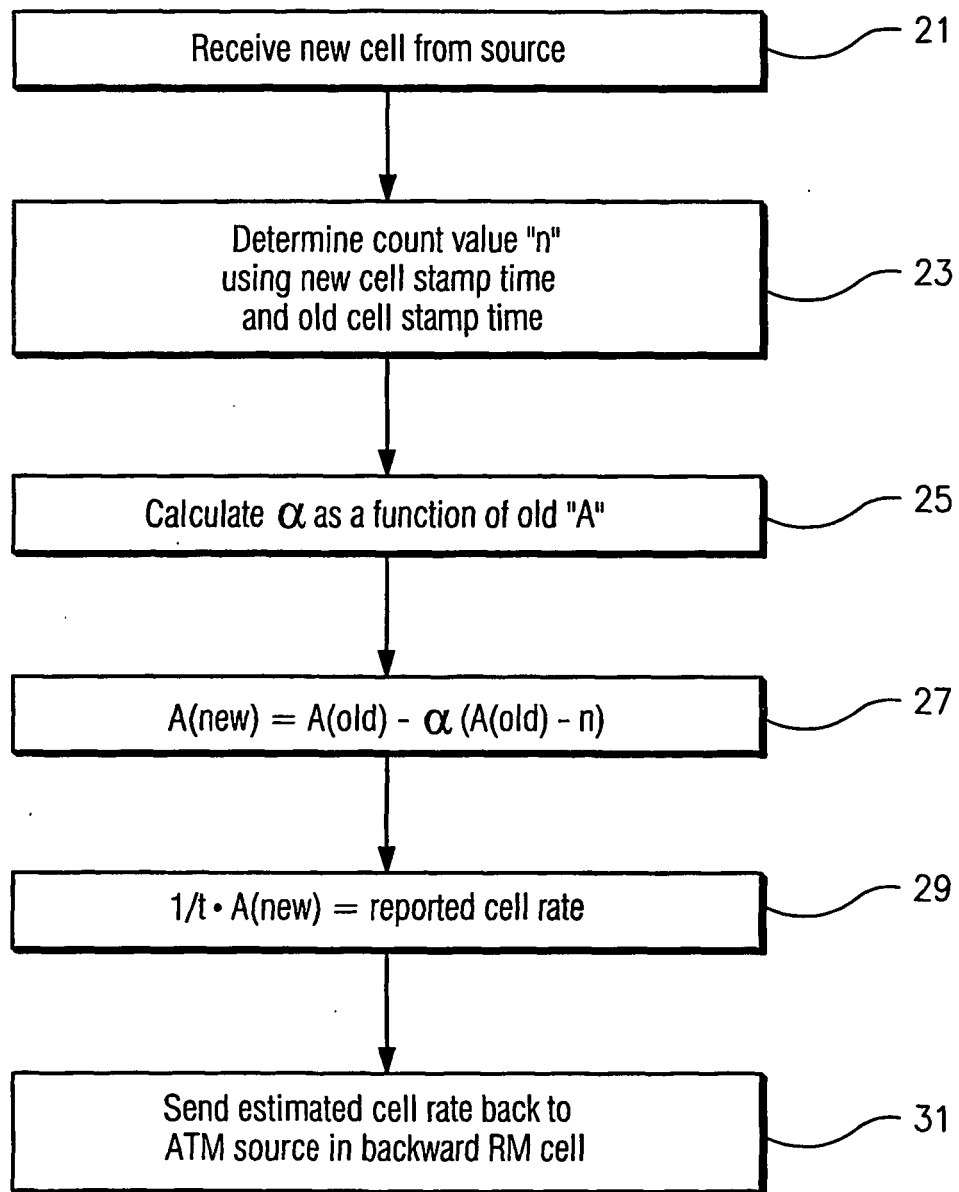 Receive new cell from source
21
Determine count value "n"
using new cell stamp time
and old cell stamp time
23
Calculate α as a function of old "A"
25
A(new) = A(old) - α (A(old) - n)
27
1/t • A(new) = reported cell rate
29
Send estimated cell rate back to
ATM source in backward RM cell
31